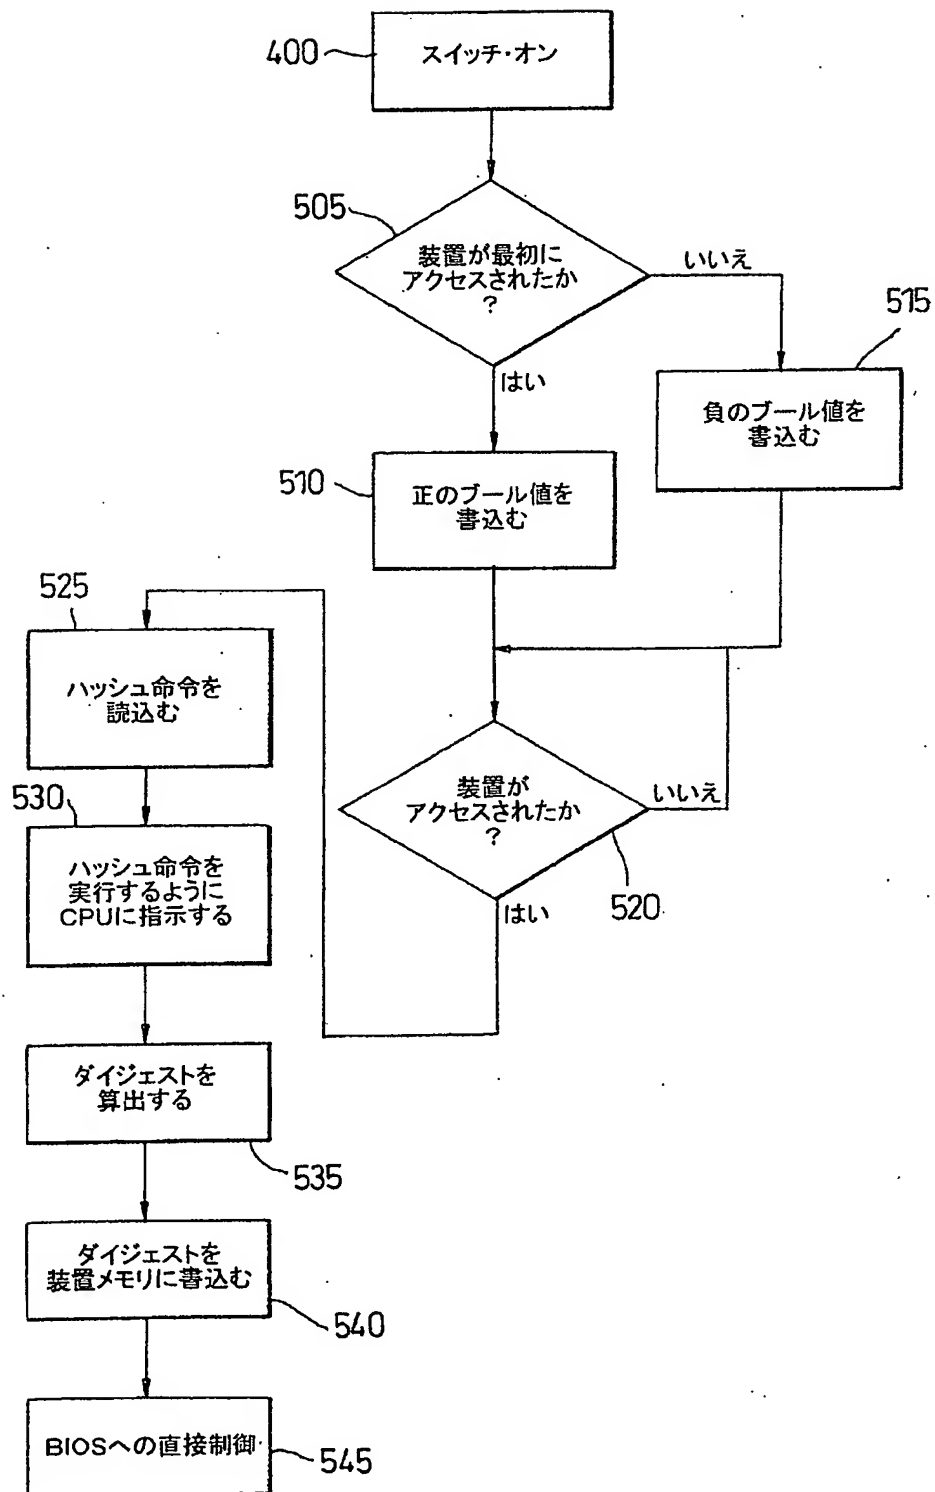 400
スイッチ・オン
505
装置が最初に
アクセスされたか
?
いいえ
はい
515
負のブール値を
書込む
510
正のブール値を
書込む
525
ハッシュ命令を
読込む
装置が
アクセスされたか
?
いいえ
はい
520
530
ハッシュ命令を
実行するように
CPUに指示する
ダイジェストを
算出する
535
ダイジェストを
装置メモリに書込む
540
BIOSへの直接制御
545